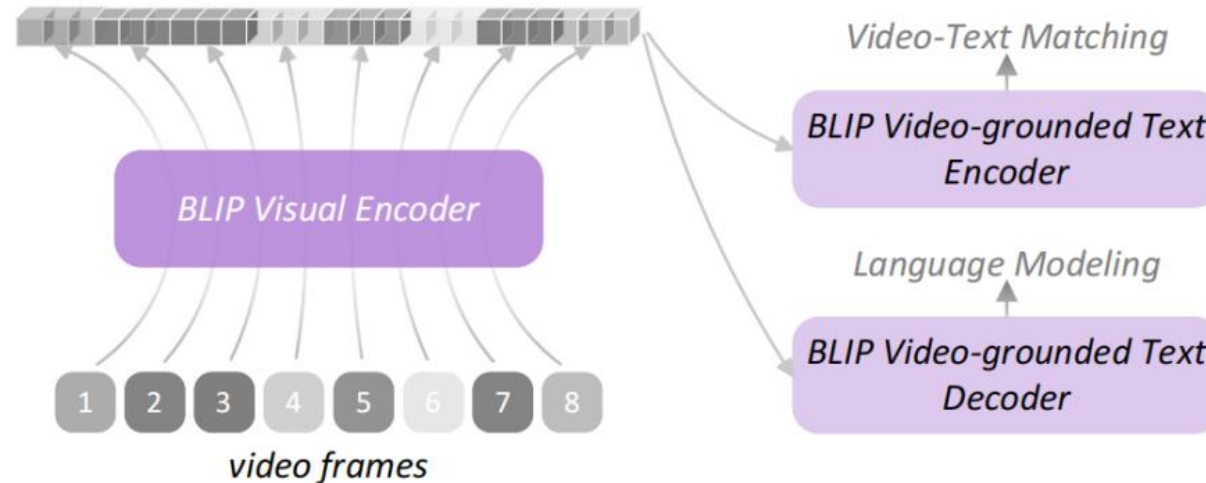 Video-Text Matching
BLIP Video-grounded Text
Encoder
BLIP Visual Encoder
Language Modeling
BLIP Video-grounded Text
Decoder
1 2 3 4 5 6 7 8
video frames